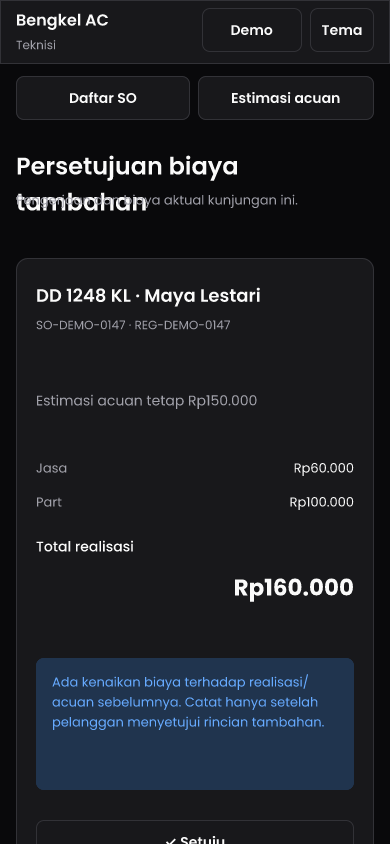 Bengkel AC
Teknisi
Demo
Tema
Daftar SO
Estimasi acuan
Persetujuan biaya
tambahan
biaya aktual kunjungan ini.
DD 1248 KL · Maya Lestari
SO-DEMO-0147 · REG-DEMO-0147
Estimasi acuan tetap Rp150.000
Jasa
Rp60.000
Part
Rp100.000
Total realisasi
Rp160.000
Ada kenaikan biaya terhadap realisasi/
acuan sebelumnya. Catat hanya setelah
pelanggan menyetujui rincian tambahan.
✓ Setuju